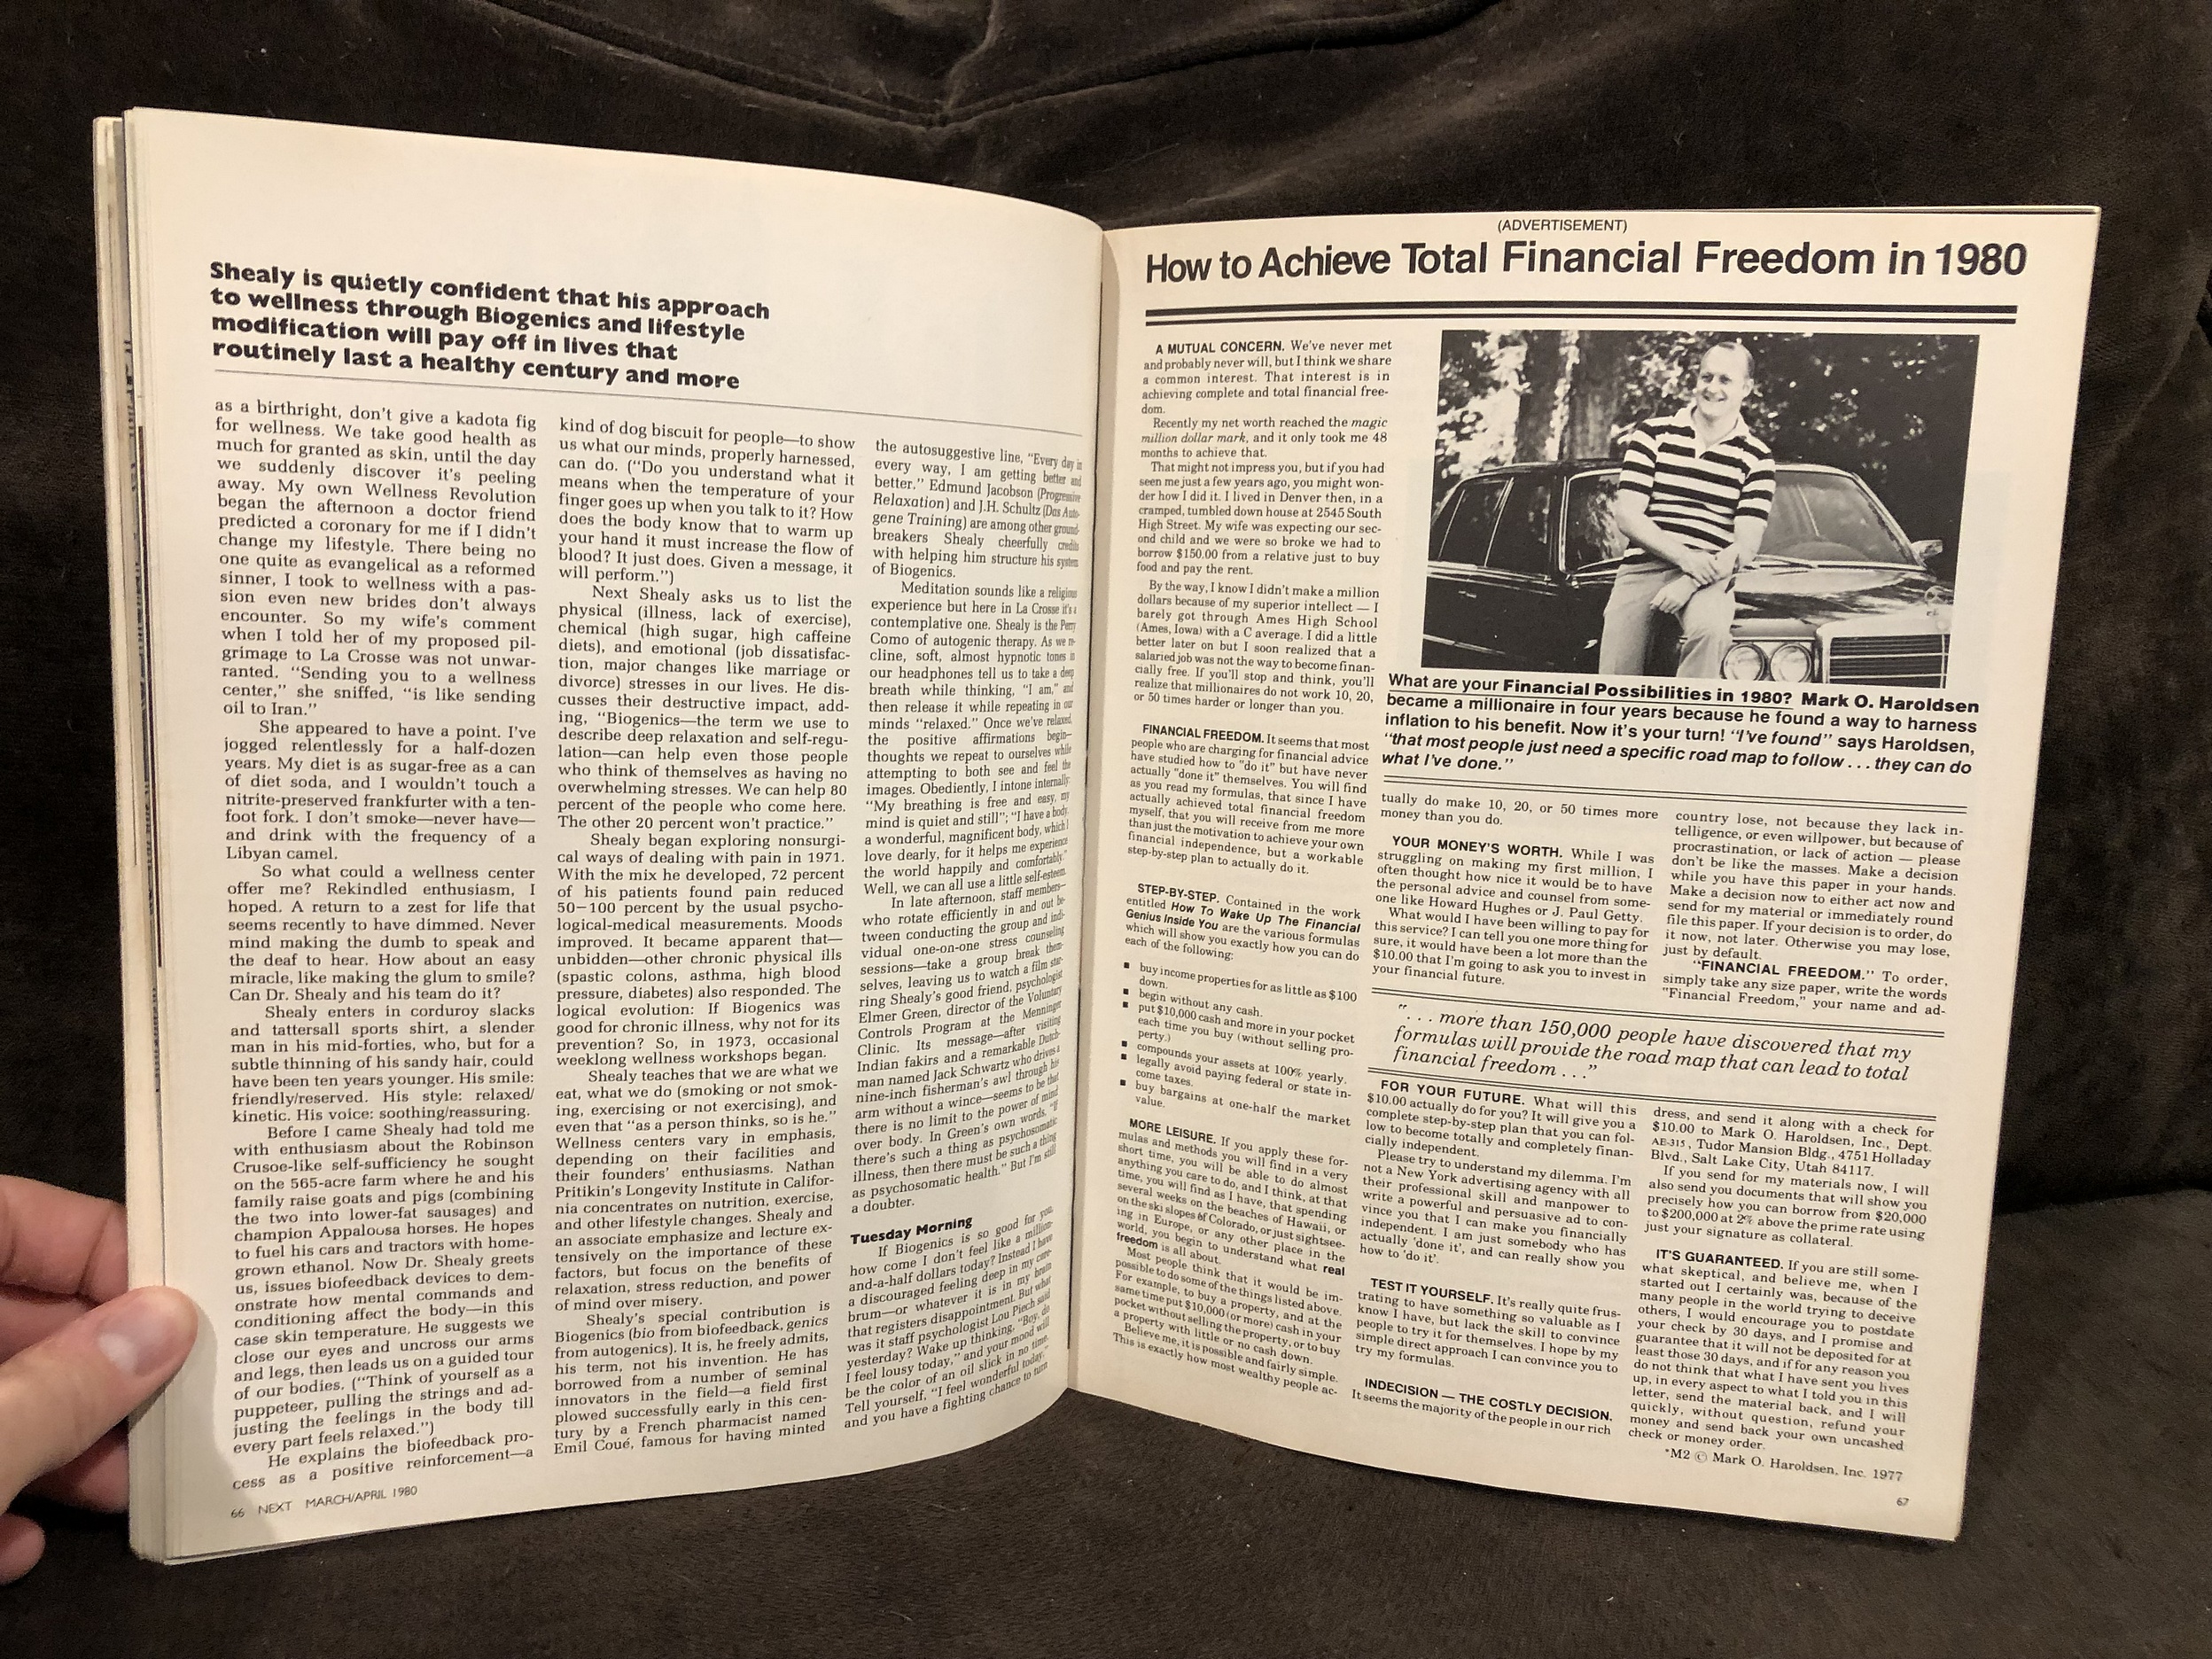 Shealy is quietly confident that his approach
to wellness through Biogenics and lifestyle
modification will pay off in lives that
routinely last a healthy century and more
as a birthright, don't give a kadota fig
for wellness. We take good health as
much for granted as skin, until the day
we suddenly discover it's peeling
away. My own Wellness Revolution
began the afternoon a doctor friend
predicted a coronary for me if I didn't
change my lifestyle. There being no
one quite as evangelical as a reformed
sinner, I took to wellness with a pas-
sion even new brides don't always
encounter. So my wife's comment
when I told her of my proposed pil-
grimage to La Crosse was not unwar-
ranted. "Sending you to a wellness
center," she sniffed, "is like sending
oil to Iran."
She appeared to have a point. I've
jogged relentlessly for a half-dozen
years. My diet is as sugar-free as a can
of diet soda, and I wouldn't touch a
nitrite-preserved frankfurter with a ten-
foot fork. I don't smoke—never have—
and drink with the frequency of a
Libyan camel.
So what could a wellness center
offer me? Rekindled enthusiasm, I
hoped. A return to a zest for life that
seems recently to have dimmed. Never
mind making the dumb to speak and
the deaf to hear. How about an easy
miracle, like making the glum to smile?
Can Dr. Shealy and his team do it?
Shealy enters in corduroy slacks
and tattersall sports shirt, a slender
man in his mid-forties, who, but for a
subtle thinning of his sandy hair, could
have been ten years younger. His smile:
friendly/reserved. His style: relaxed/
kinetic. His voice: soothing/reassuring.
Before I came Shealy had told me
with enthusiasm about the Robinson
Crusoe-like self-sufficiency he sought
on the 565-acre farm where he and his
family raise goats and pigs (combining
the two into lower-fat sausages) and
champion Appaloosa horses. He hopes
to fuel his cars and tractors with home-
grown ethanol. Now Dr. Shealy greets
us, issues biofeedback devices to dem-
onstrate how mental commands and
conditioning affect the body—in this
case skin temperature. He suggests we
close our eyes and uncross our arms
and legs, then leads us on a guided tour
of our bodies. ("Think of yourself as a
puppeteer, pulling the strings and ad-
justing the feelings in the body till
every part feels relaxed.")
He explains the biofeedback pro-
cess as a positive reinforcement—a
kind of dog biscuit for people—to show
us what our minds, properly harnessed,
can do. ("Do you understand what it
means when the temperature of your
finger goes up when you talk to it? How
does the body know that to warm up
your hand it must increase the flow of
blood? It just does. Given a message, it
will perform.")
Next Shealy asks us to list the
physical (illness, lack of exercise),
chemical (high sugar, high caffeine
diets), and emotional (job dissatisfac-
tion, major changes like marriage or
divorce) stresses in our lives. He dis-
cusses their destructive impact, add-
ing, "Biogenics—the term we use to
describe deep relaxation and self-regu-
lation—can help even those people
who think of themselves as having no
overwhelming stresses. We can help 80
percent of the people who come here.
The other 20 percent won't practice."
Shealy began exploring nonsurgi-
cal ways of dealing with pain in 1971.
With the mix he developed, 72 percent
of his patients found pain reduced
50—100 percent by the usual psycho-
logical-medical measurements. Moods
improved. It became apparent that—
unbidden—other chronic physical ills
(spastic colons, asthma, high blood
pressure, diabetes) also responded. The
logical evolution: If Biogenics was
good for chronic illness, why not for its
prevention? So, in 1973, occasional
weeklong wellness workshops began.
Shealy teaches that we are what we
eat, what we do (smoking or not smok-
ing, exercising or not exercising), and
even that "as a person thinks, so is he."
Wellness centers vary in emphasis,
depending on their facilities and
their founders' enthusiasms. Nathan
Pritikin's Longevity Institute in Califor-
nia concentrates on nutrition, exercise,
and other lifestyle changes. Shealy and
an associate emphasize and lecture ex-
tensively on the importance of these
factors, but focus on the benefits of
relaxation, stress reduction, and power
of mind over misery.
Shealy's special contribution is
Biogenics (bio from biofeedback, genics
from autogenics). It is, he freely admits,
his term, not his invention. He has
borrowed from a number of seminal
innovators in the field—a field first
plowed successfully early in this cen-
tury by a French pharmacist named
Emil Coué, famous for having minted
the autosuggestive line, "Every day in
every way, I am getting better and
better." Edmund Jacobson (Progressive
Relaxation) and J.H. Schultz (Das Auto-
gene Training) are among other ground-
breakers Shealy cheerfully credits
with helping him structure his system
of Biogenics.
Meditation sounds like a religious
experience but here in La Crosse it's a
contemplative one. Shealy is the Perry
Como of autogenic therapy. As we re-
cline, soft, almost hypnotic tones in
our headphones tell us to take a deep
breath while thinking, "I am," and
then release it while repeating in our
minds "relaxed." Once we've relaxed,
the positive affirmations begin—
thoughts we repeat to ourselves while
attempting to both see and feel the
images. Obediently, I intone internally:
"My breathing is free and easy, my
mind is quiet and still"; "I have a body,
a wonderful, magnificent body, which I
love dearly, for it helps me experience
the world happily and comfortably."
Well, we can all use a little self-esteem.
In late afternoon, staff members—
who rotate efficiently in and out be-
tween conducting the group and indi-
vidual one-on-one stress counseling
sessions—take a group break them-
selves, leaving us to watch a film star-
ring Shealy's good friend, psychologist
Elmer Green, director of the Voluntary
Controls Program at the Menninger
Clinic. Its message—after visiting
Indian fakirs and a remarkable Dutch-
man named Jack Schwartz who drives a
nine-inch fisherman's awl through his
arm without a wince—seems to be that
there is no limit to the power of mind
over body. In Green's own words, "If
there's such a thing as psychosomatic
illness, then there must be such a thing
as psychosomatic health." But I'm still
a doubter.
Tuesday Morning
If Biogenics is so good for you,
how come I don't feel like a million-
and-a-half dollars today? Instead I have
a discouraged feeling deep in my cere-
brum—or whatever it is in my brain
that registers disappointment. But what
was it staff psychologist Lou Piech said
yesterday? Wake up thinking, "Boy, do
I feel lousy today," and your mood will
be the color of an oil slick in no time.
Tell yourself, "I feel wonderful today,"
and you have a fighting chance to turn
66 NEXT MARCH/APRIL 1980
(ADVERTISEMENT)
How to Achieve Total Financial Freedom in 1980
A MUTUAL CONCERN. We've never met
and probably never will, but I think we share
a common interest. That interest is in
achieving complete and total financial free-
dom.
Recently my net worth reached the magic
million dollar mark, and it only took me 48
months to achieve that.
That might not impress you, but if you had
seen me just a few years ago, you might won-
der how I did it. I lived in Denver then, in a
cramped, tumbled down house at 2545 South
High Street. My wife was expecting our sec-
ond child and we were so broke we had to
borrow $150.00 from a relative just to buy
food and pay the rent.
By the way, I know I didn't make a million
dollars because of my superior intellect — I
barely got through Ames High School
(Ames, Iowa) with a C average. I did a little
better later on but I soon realized that a
salaried job was not the way to become finan-
cially free. If you'll stop and think, you'll
realize that millionaires do not work 10, 20,
or 50 times harder or longer than you.
FINANCIAL FREEDOM. It seems that most
people who are charging for financial advice
have studied how to "do it" but have never
actually "done it" themselves. You will find
as you read my formulas, that since I have
actually achieved total financial freedom
myself, that you will receive from me more
than just the motivation to achieve your own
financial independence, but a workable
step-by-step plan to actually do it.
STEP-BY-STEP. Contained in the work
entitled How To Wake Up The Financial
Genius Inside You are the various formulas
which will show you exactly how you can do
each of the following:
▪ buy income properties for as little as $100
down.
▪ begin without any cash.
▪ put $10,000 cash and more in your pocket
each time you buy (without selling pro-
perty.)
▪ compounds your assets at 100% yearly.
▪ legally avoid paying federal or state in-
come taxes.
▪ buy bargains at one-half the market
value.
MORE LEISURE. If you apply these for-
mulas and methods you will find in a very
short time, you will be able to do almost
anything you care to do, and I think, at that
time, you will find as I have, that spending
several weeks on the beaches of Hawaii, or
on the ski slopes of Colorado, or just sightsee-
ing in Europe, or any other place in the
world, you begin to understand what real
freedom is all about.
Most people think that it would be im-
possible to do some of the things listed above.
For example, to buy a property, and at the
same time put $10,000 (or more) cash in your
pocket without selling the property, or to buy
a property with little or no cash down.
Believe me, it is possible and fairly simple.
This is exactly how most wealthy people ac-
What are your Financial Possibilities in 1980? Mark O. Haroldsen
became a millionaire in four years because he found a way to harness
inflation to his benefit. Now it's your turn! "I've found" says Haroldsen,
"that most people just need a specific road map to follow . . . they can do
what I've done."
tually do make 10, 20, or 50 times more
money than you do.
YOUR MONEY'S WORTH. While I was
struggling on making my first million, I
often thought how nice it would be to have
the personal advice and counsel from some-
one like Howard Hughes or J. Paul Getty.
What would I have been willing to pay for
this service? I can tell you one more thing for
sure, it would have been a lot more than the
$10.00 that I'm going to ask you to invest in
your financial future.
country lose, not because they lack in-
telligence, or even willpower, but because of
procrastination, or lack of action — please
don't be like the masses. Make a decision
while you have this paper in your hands.
Make a decision now to either act now and
send for my material or immediately round
file this paper. If your decision is to order, do
it now, not later. Otherwise you may lose,
just by default.
"FINANCIAL FREEDOM." To order,
simply take any size paper, write the words
"Financial Freedom," your name and ad-
". . . more than 150,000 people have discovered that my
formulas will provide the road map that can lead to total
financial freedom . . ."
FOR YOUR FUTURE. What will this
$10.00 actually do for you? It will give you a
complete step-by-step plan that you can fol-
low to become totally and completely finan-
cially independent.
Please try to understand my dilemma. I'm
not a New York advertising agency with all
their professional skill and manpower to
write a powerful and persuasive ad to con-
vince you that I can make you financially
independent. I am just somebody who has
actually 'done it', and can really show you
how to 'do it'.
TEST IT YOURSELF. It's really quite frus-
trating to have something so valuable as I
know I have, but lack the skill to convince
people to try it for themselves. I hope by my
simple direct approach I can convince you to
try my formulas.
INDECISION — THE COSTLY DECISION.
It seems the majority of the people in our rich
dress, and send it along with a check for
$10.00 to Mark O. Haroldsen, Inc., Dept.
AE-315, Tudor Mansion Bldg., 4751 Holladay
Blvd., Salt Lake City, Utah 84117.
If you send for my materials now, I will
also send you documents that will show you
precisely how you can borrow from $20,000
to $200,000 at 2% above the prime rate using
just your signature as collateral.
IT'S GUARANTEED. If you are still some-
what skeptical, and believe me, when I
started out I certainly was, because of the
many people in the world trying to deceive
others, I would encourage you to postdate
your check by 30 days, and I promise and
guarantee that it will not be deposited for at
least those 30 days, and if for any reason you
do not think that what I have sent you lives
up, in every aspect to what I told you in this
letter, send the material back, and I will
quickly, without question, refund your
money and send back your own uncashed
check or money order.
*M2 © Mark O. Haroldsen, Inc. 1977
67